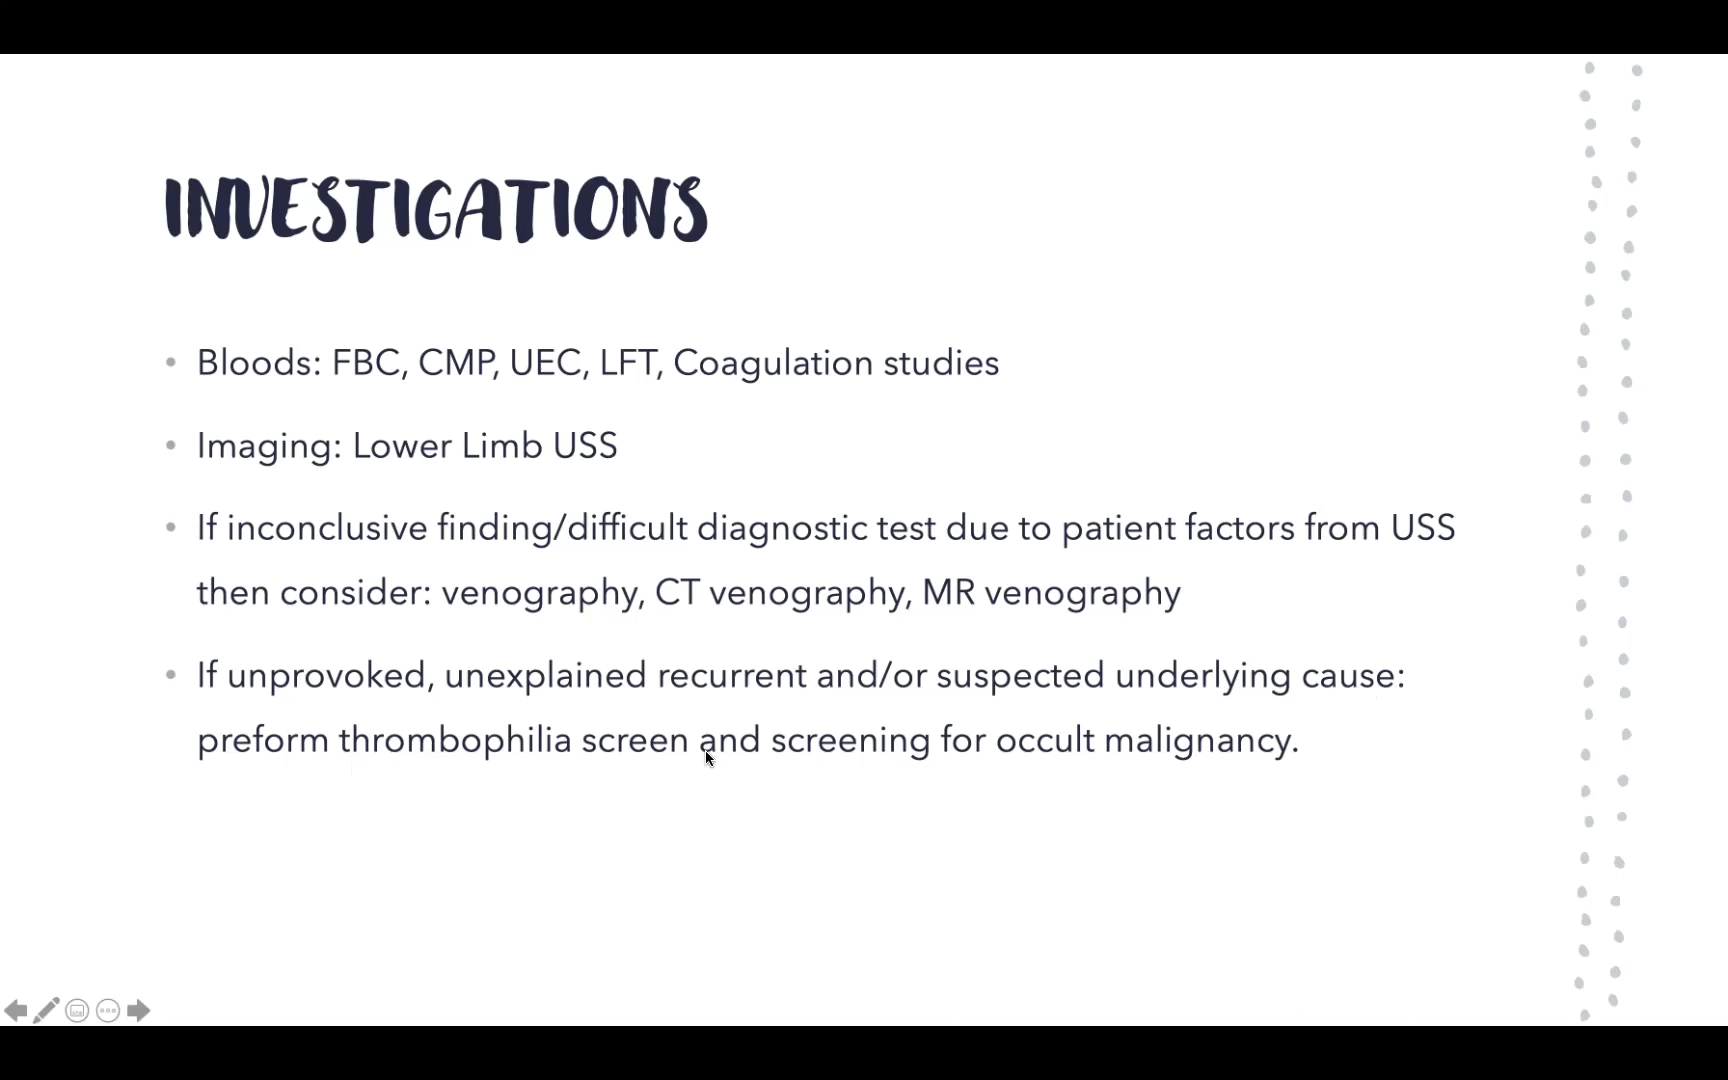 INVESTIGATIONS
• Bloods: FBC, CMP, UEC, LFT, Coagulation studies
• Imaging: Lower Limb USS
• If inconclusive finding/difficult diagnostic test due to patient factors from USS
then consider: venography, CT venography, MR venography
• If unprovoked, unexplained recurrent and/or suspected underlying cause:
preform thrombophilia screen and screening for occult malignancy.